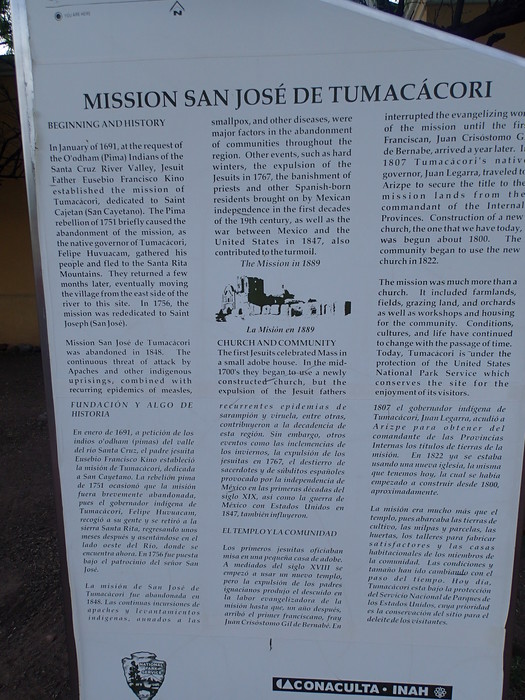 MISSION SAN JOSÉ DE TUMACÁCORI
BEGINNING AND HISTORY
In January of 1691, at the request of
the O'odham (Pima) Indians of the
Santa Cruz River Valley, Jesuit
Father Eusebio Francisco Kino
established the mission of
Tumacácori, dedicated to Saint
Cajetan (San Cayetano). The Pima
rebellion of 1751 briefly caused the
abandonment of the mission, as
the native governor of Tumacácori,
Felipe Huvuacam, gathered his
people and fled to the Santa Rita
Mountains. They returned a few
months later, eventually moving
the village from the east side of the
river to this site. In 1756, the
mission was rededicated to Saint
Joseph (San José).
Mission San José de Tumacácori
was abandoned in 1848. The
continuous threat of attack by
Apaches and other indigenous
uprisings, combined with
recurring epidemics of measles,
smallpox, and other diseases, were
major factors in the abandonment
of communities throughout the
region. Other events, such as hard
winters, the expulsion of the
Jesuits in 1767, the banishment of
priests and other Spanish-born
residents brought on by Mexican
independence in the first decades
of the 19th century, as well as the
war between Mexico and the
United States in 1847, also
contributed to the turmoil.
The Mission in 1889
La Misión en 1889
CHURCH AND COMMUNITY
The first Jesuits celebrated Mass in
a small adobe house. In the mid-
1700's they began to use a newly
constructed church, but the
expulsion of the Jesuit fathers
interrupted the evangelizing wor
of the mission until the fir
Franciscan, Juan Crisóstomo G
de Bernabe, arrived a year later. I
1807 Tumacácori's nativ
governor, Juan Legarra, traveled to
Arizpe to secure the title to the
mission lands from the
commandant of the Internal
Provinces. Construction of a new
church, the one that we have today,
was begun about 1800. The
community began to use the new
church in 1822.
The mission was much more than a
church. It included farmlands,
fields, grazing land, and orchards
as well as workshops and housing
for the community. Conditions,
cultures, and life have continued
to change with the passage of time.
Today, Tumacácori is under the
protection of the United States
National Park Service which
conserves the site for the
enjoyment of its visitors.
FUNDACIÓN Y ALGO DE
HISTORIA
En enero de 1691, a petición de los
indios o'odham (pimas) del valle
del río Santa Cruz, el padre jesuita
Eusebio Francisco Kino estableció
la misión de Tumacácori, dedicada
a San Cayetano. La rebelión pima
de 1751 ocasionó que la misión
fuera brevemente abandonada,
pues el gobernador indígena de
Tumacácori, Felipe Huvuacam,
recogió a su gente y se retiró a la
sierra Santa Rita, regresando unos
meses después y asentándose en el
lado oeste del Río, donde se
encuentra ahora. En 1756 fue puesta
bajo el patrocinio del señor San
José.
La misión de San José de
Tumacácori fue abandonada en
1848. Las contínuas incursiones de
apaches y levantamientos
indígenas, aunados a las
recurrentes epidemias de
sarampión y viruela, entre otras,
contribuyeron a la decadencia de
esta región. Sin embargo, otros
eventos como las inclemencias de
los inviernos, la expulsión de los
jesuitas en 1767, el destierro de
sacerdotes y de súbditos españoles
provocada por la independencia de
México en las primeras décadas del
siglo XIX, así como la guerra de
México con Estados Unidos en
1847, también influyeron.
EL TEMPLO Y LA COMUNIDAD
Los primeros jesuitas oficiaban
misa en una pequeña casa de adobe.
A mediados del siglo XVIII se
empezó a usar un nuevo templo,
pero la expulsión de los padres
ignacianos produjo el descuido en
la labor evangelizadora de la
misión hasta que, un año después,
arribó el primer franciscano, fray
Juan Crisóstomo Gil de Bernabé. En
1807 el gobernador indígena de
Tumacácori, Juan Legarra, acudió a
Arizpe para obtener del
comandante de las Provincias
Internas los títulos de tierras de la
misión. En 1822 ya se estaba
usando una nueva iglesia, la misma
que tenemos hoy, la cual se había
empezado a construir desde 1800,
aproximadamente.
La misión era mucho más que el
templo, pues abarcaba las tierras de
cultivo, las milpas y parcelas, las
huertas, los talleres para fabricar
satisfactores y las casas
habitacionales de los miembros de
la comunidad. Las condiciones y
tamaño han ido cambiando con el
paso del tiempo. Hoy día,
Tumacácori está bajo la protección
del Servicio Nacional de Parques de
los Estados Unidos, cuya prioridad
es la conservación del sitio para el
deleite de los visitantes.
NATIONAL
PARK
SERVICE
CONACULTA · INAH